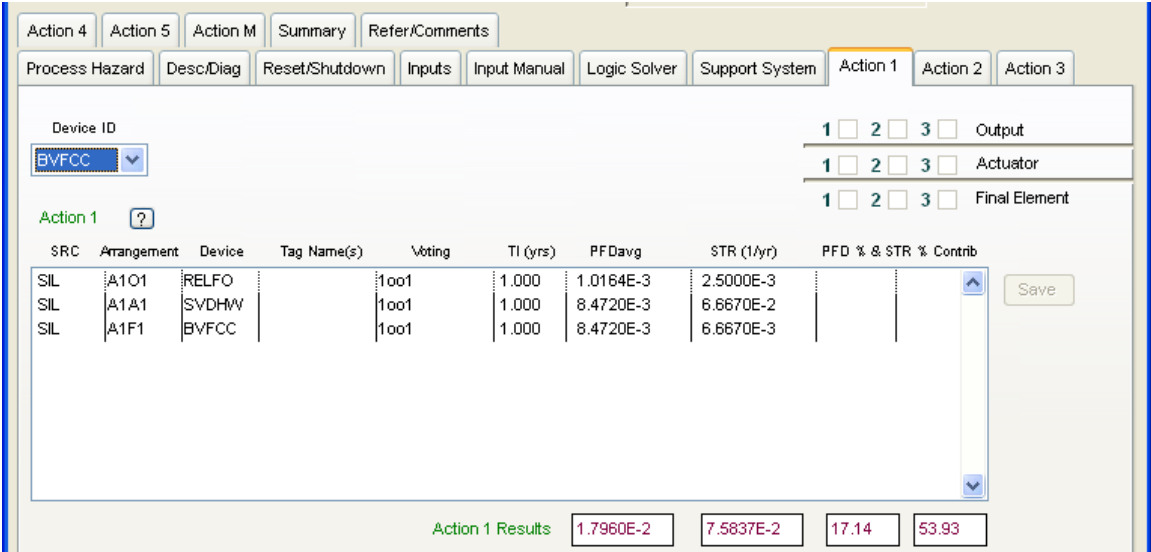 Action 4 Action 5 Action M Summary Refer/Comments
Process Hazard Desc/Diag Reset/Shutdown Inputs Input Manual Logic Solver Support System Action 1 Action 2 Action 3
Device ID
1 2 3 Output
BVFCC
1 2 3 Actuator
1 2 3 Final Element
Action 1 ?
SRC Arrangement Device Tag Name(s) Voting TI (yrs) PFDavg STR (1/yr) PFD % & STR % Contrib
SIL A1O1 RELFO 1oo1 1.000 1.0164E-3 2.5000E-3
Save
SIL A1A1 SVDHW 1oo1 1.000 8.4720E-3 6.6670E-2
SIL A1F1 BVFCC 1oo1 1.000 8.4720E-3 6.6670E-3
Action 1 Results 1.7960E-2 7.5837E-2 17.14 53.93